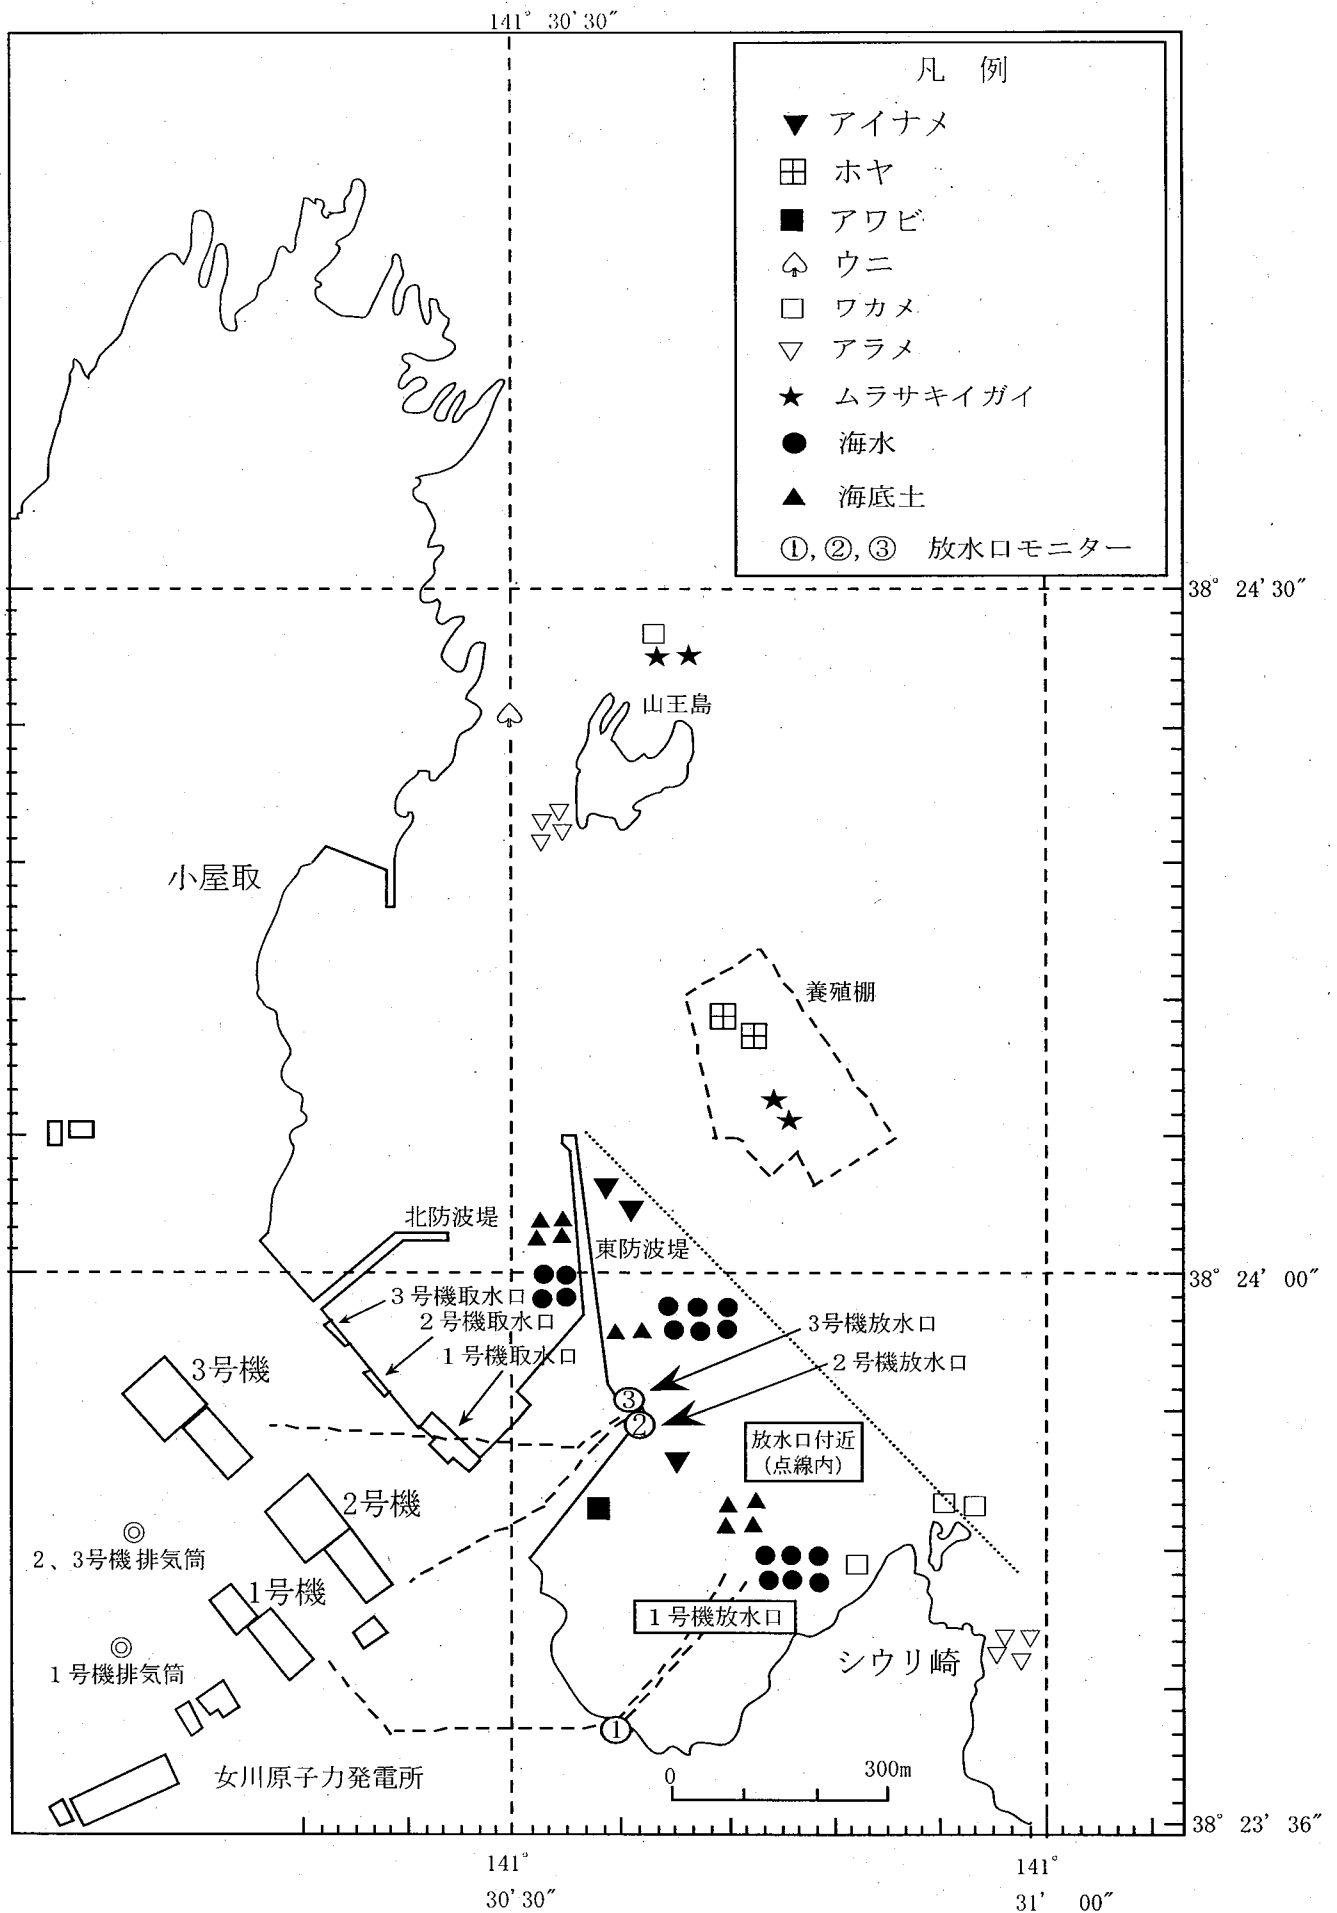 141° 30'30"
凡 例
アイナメ
ホヤ
アワビ
ウニ
ワカメ
アラメ
ムラサキイガイ
海水
海底土
①,②,③ 放水口モニター
38° 24'30"
山王島
小屋取
養殖棚
北防波堤
東防波堤
38° 24' 00"
3号機取水口
2号機取水口
1号機取水口
3号機放水口
2号機放水口
3号機
③
②
放水口付近
(点線内)
2号機
2、3号機排気筒
1号機
1号機放水口
シウリ崎
1号機排気筒
①
女川原子力発電所
0 300m
38° 23' 36"
141°
30'30"
141°
31' 00"